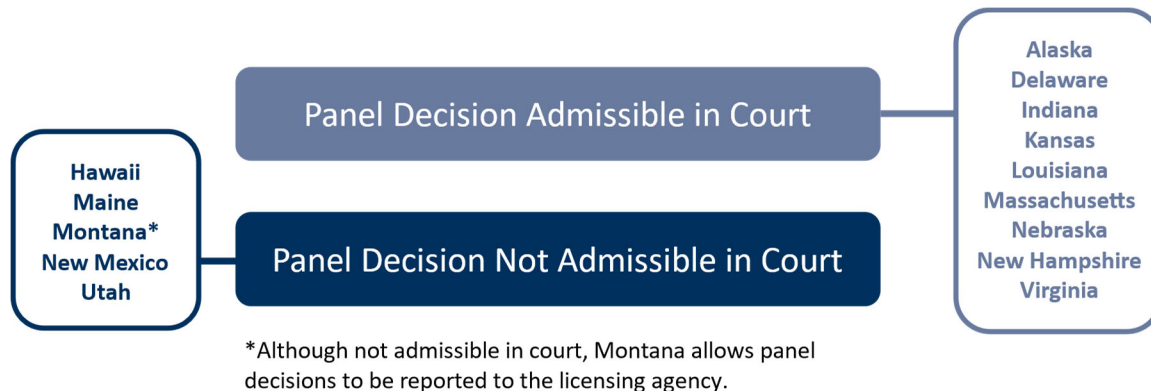 Panel Decision Admissible in Court
Alaska
Delaware
Indiana
Kansas
Louisiana
Massachusetts
Nebraska
New Hampshire
Virginia
Hawaii
Maine
Montana*
New Mexico
Utah
Panel Decision Not Admissible in Court
*Although not admissible in court, Montana allows panel
decisions to be reported to the licensing agency.